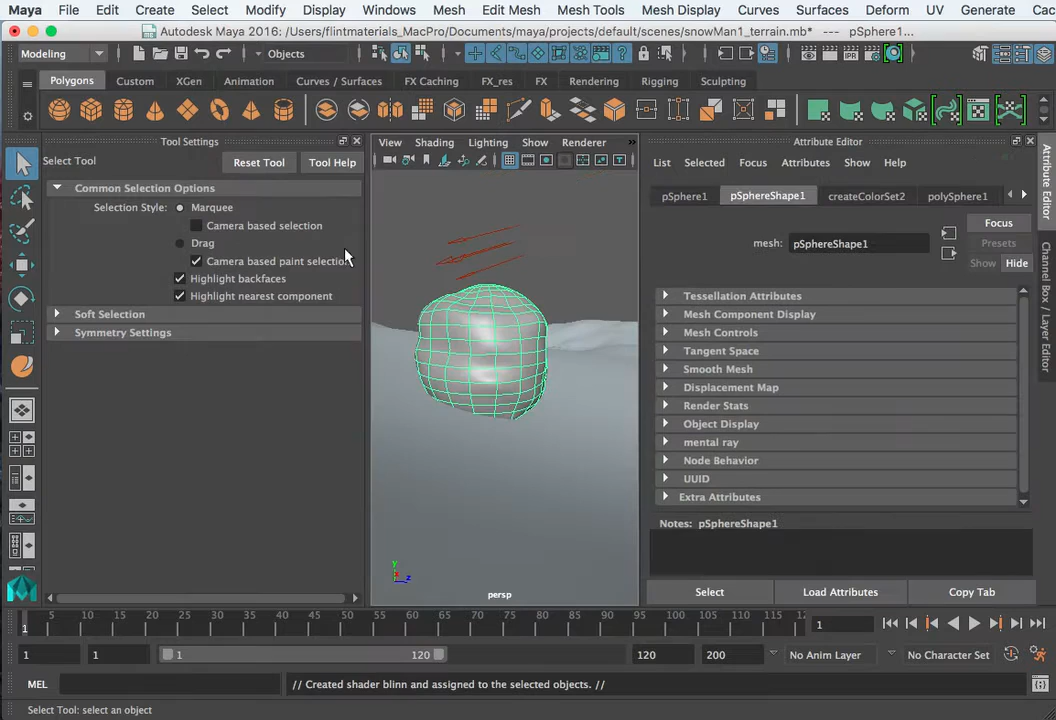 Maya File Edit Create Select Modify Display Windows Mesh Edit Mesh Mesh Tools Mesh Display Curves Surfaces Deform UV Generate Cac
Autodesk Maya 2016: /Users/flintmaterials_MacPro/Documents/maya/projects/default/scenes/snowMan1_terrain.mb* --- pSphere1...
Modeling Objects IPR
Polygons Custom XGen Animation Curves / Surfaces FX Caching FX_res FX Rendering Rigging Sculpting
Tool Settings
Select Tool Reset Tool Tool Help
Common Selection Options
Selection Style: Marquee
Camera based selection
Drag
Camera based paint selection
Highlight backfaces
Highlight nearest component
Soft Selection
Symmetry Settings
View Shading Lighting Show Renderer »
y
z
persp
Attribute Editor
List Selected Focus Attributes Show Help
pSphere1 pSphereShape1 createColorSet2 polySphere1
Focus
mesh: pSphereShape1 Presets
Show Hide
Tessellation Attributes
Mesh Component Display
Mesh Controls
Tangent Space
Smooth Mesh
Displacement Map
Render Stats
Object Display
mental ray
Node Behavior
UUID
Extra Attributes
Notes: pSphereShape1
Select Load Attributes Copy Tab
Attribute Editor
Channel Box / Layer Editor
5 10 15 20 25 30 35 40 45 50 55 60 65 70 75 80 85 90 95 100 105 110 115 12
1 1
1 1 1 120 120 200 No Anim Layer No Character Set
MEL // Created shader blinn and assigned to the selected objects. //
Select Tool: select an object